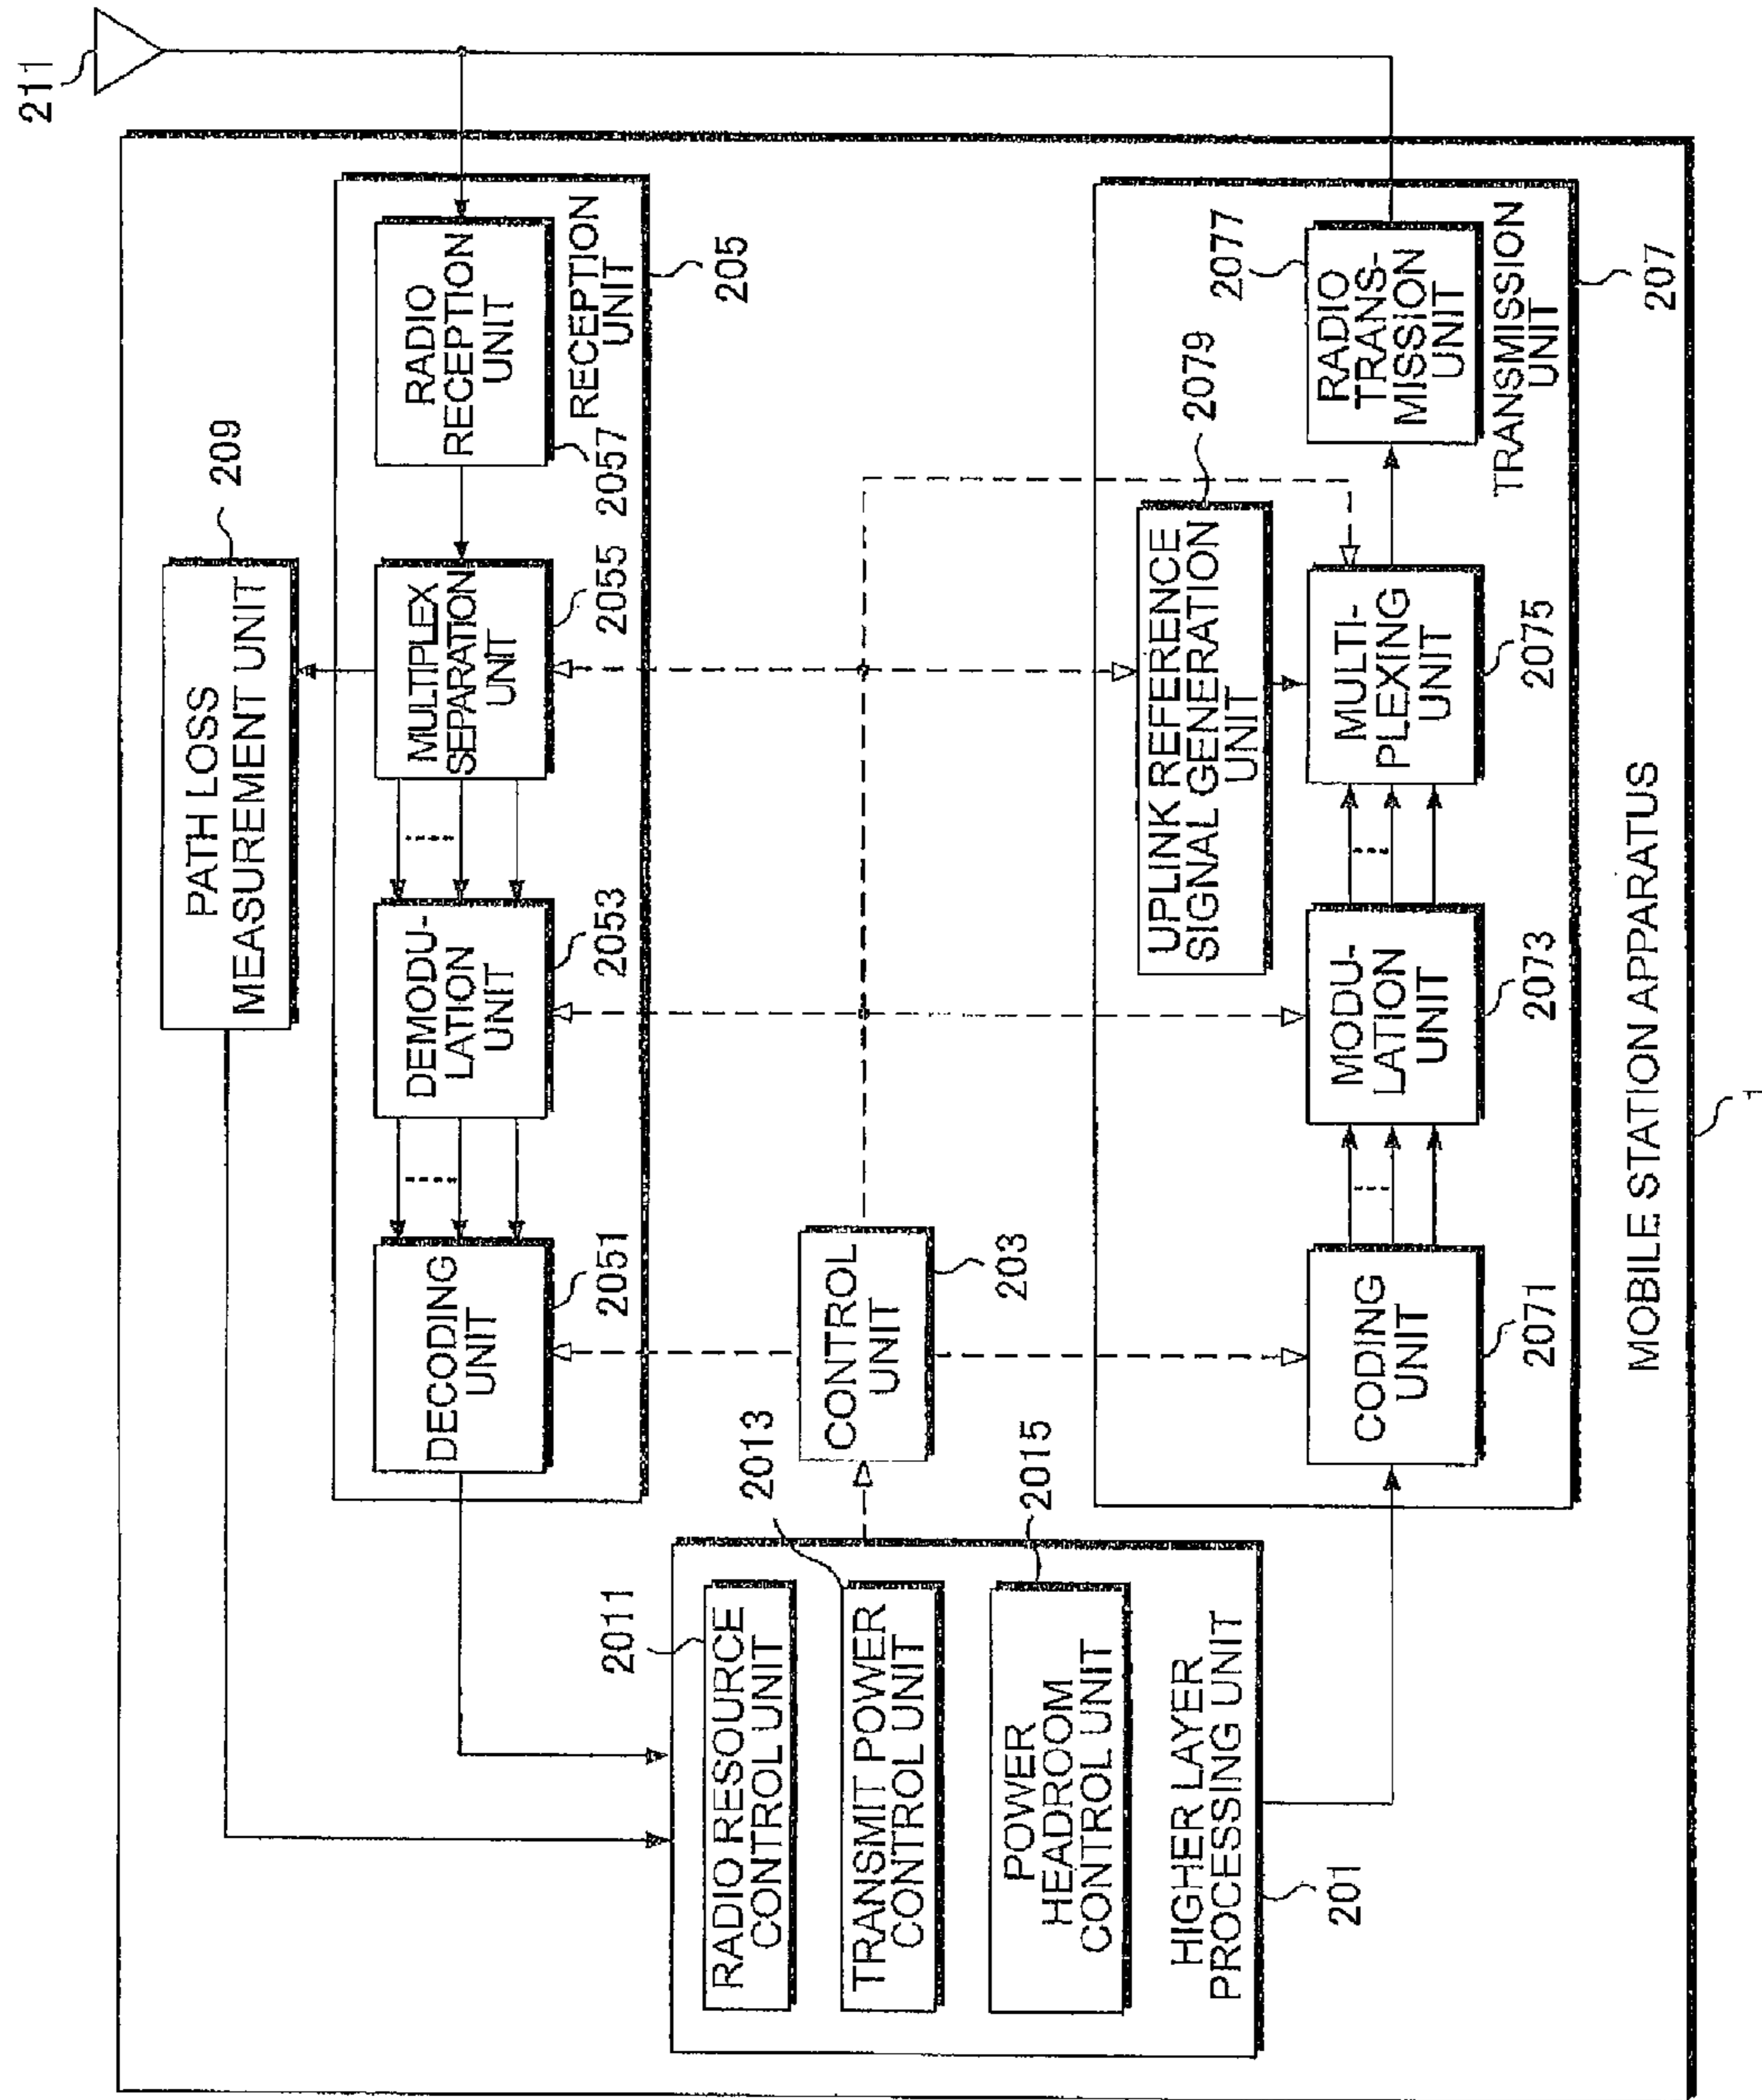 211
PATH LOSS
MEASUREMENT UNIT
209
DECODING
UNIT
2051
DEMODU-
LATION
UNIT
2053
MULTIPLEX
SEPARATION
UNIT
2055
RADIO
RECEPTION
UNIT
2057
RECEPTION
UNIT
205
RADIO RESOURCE
CONTROL UNIT
2011
TRANSMIT POWER
CONTROL UNIT
2013
POWER
HEADROOM
CONTROL UNIT
2015
HIGHER LAYER
PROCESSING UNIT
201
CONTROL
UNIT
203
UPLINK REFERENCE
SIGNAL GENERATION
UNIT
2079
CODING
UNIT
2071
MODU-
LATION
UNIT
2073
MULTI-
PLEXING
UNIT
2075
RADIO
TRANS-
MISSION
UNIT
2077
TRANSMISSION
UNIT
207
MOBILE STATION APPARATUS
1